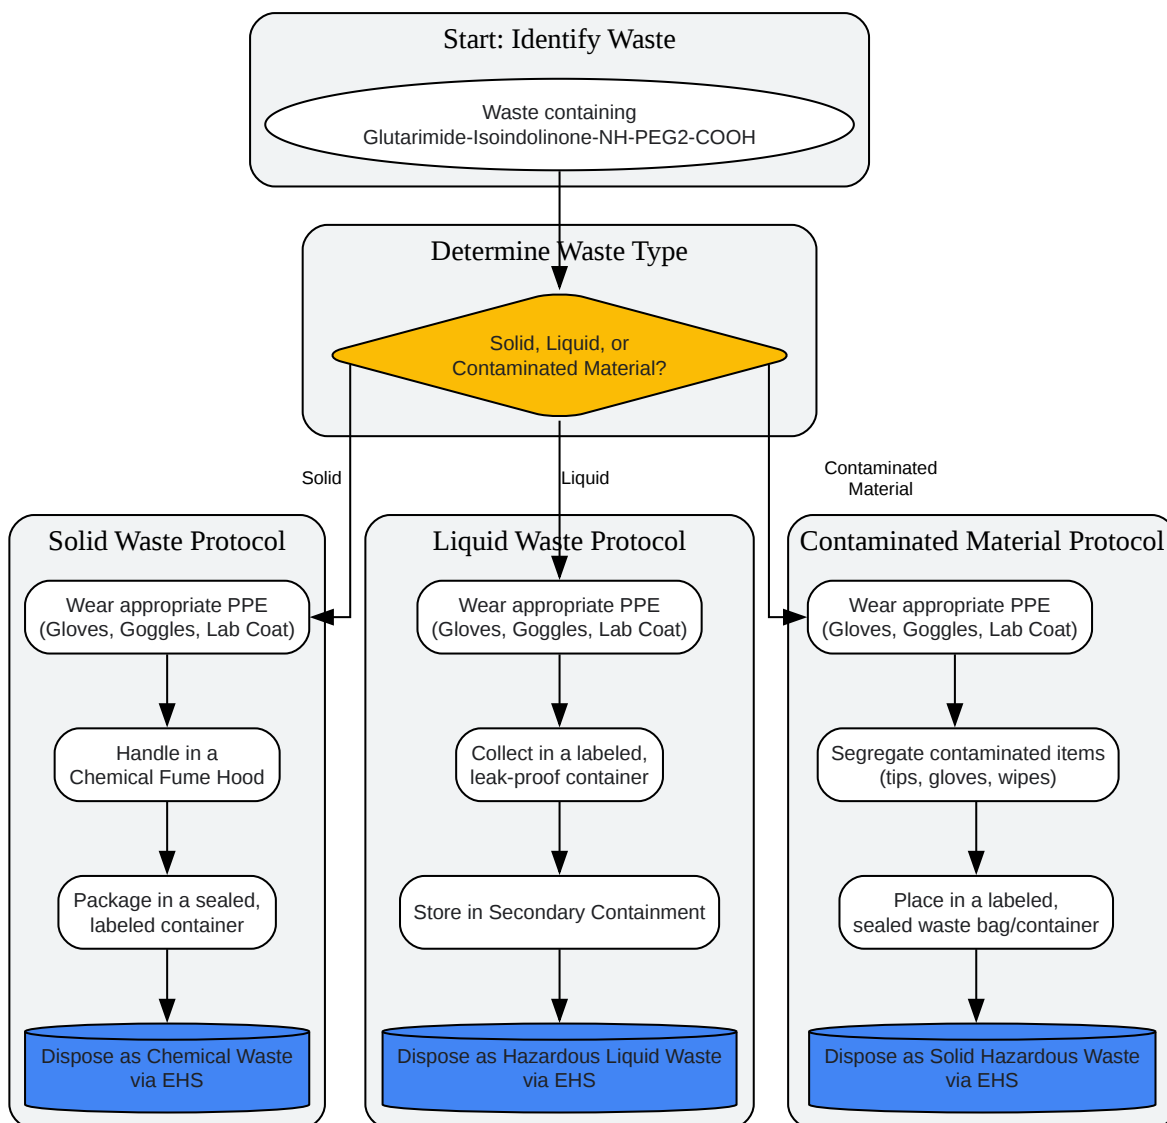 Start: Identify Waste
Waste containing
Glutarimide-Isoindolinone-NH-PEG2-COOH
Determine Waste Type
Solid, Liquid, or
Contaminated Material?
Solid
Liquid
Contaminated
Material
Solid Waste Protocol
Wear appropriate PPE
(Gloves, Goggles, Lab Coat)
Handle in a
Chemical Fume Hood
Package in a sealed,
labeled container
Dispose as Chemical Waste
via EHS
Liquid Waste Protocol
Wear appropriate PPE
(Gloves, Goggles, Lab Coat)
Collect in a labeled,
leak-proof container
Store in Secondary Containment
Dispose as Hazardous Liquid Waste
via EHS
Contaminated Material Protocol
Wear appropriate PPE
(Gloves, Goggles, Lab Coat)
Segregate contaminated items
(tips, gloves, wipes)
Place in a labeled,
sealed waste bag/container
Dispose as Solid Hazardous Waste
via EHS